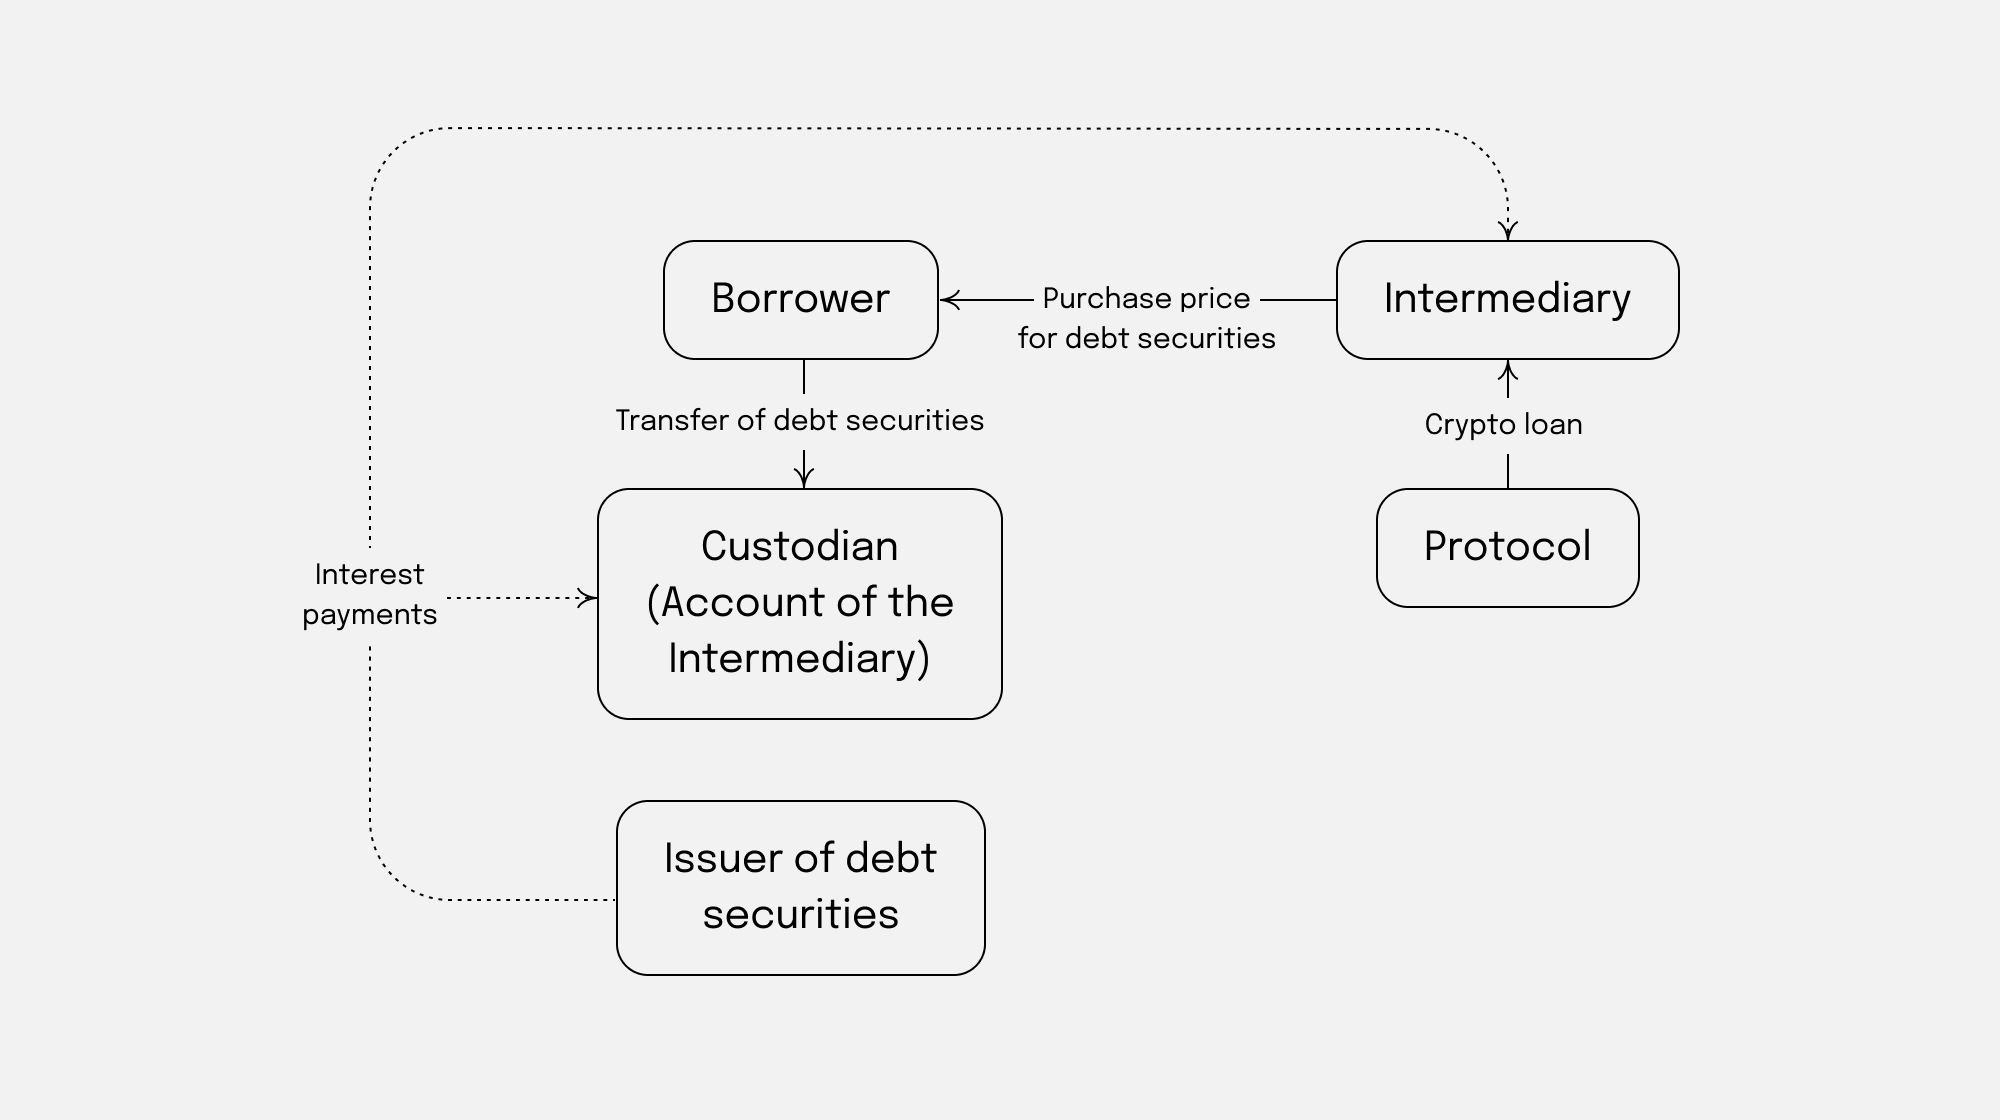 Borrower
Purchase price
for debt securities
Intermediary
Transfer of debt securities
Crypto loan
Custodian
(Account of the
Intermediary)
Protocol
Interest
payments
Issuer of debt
securities